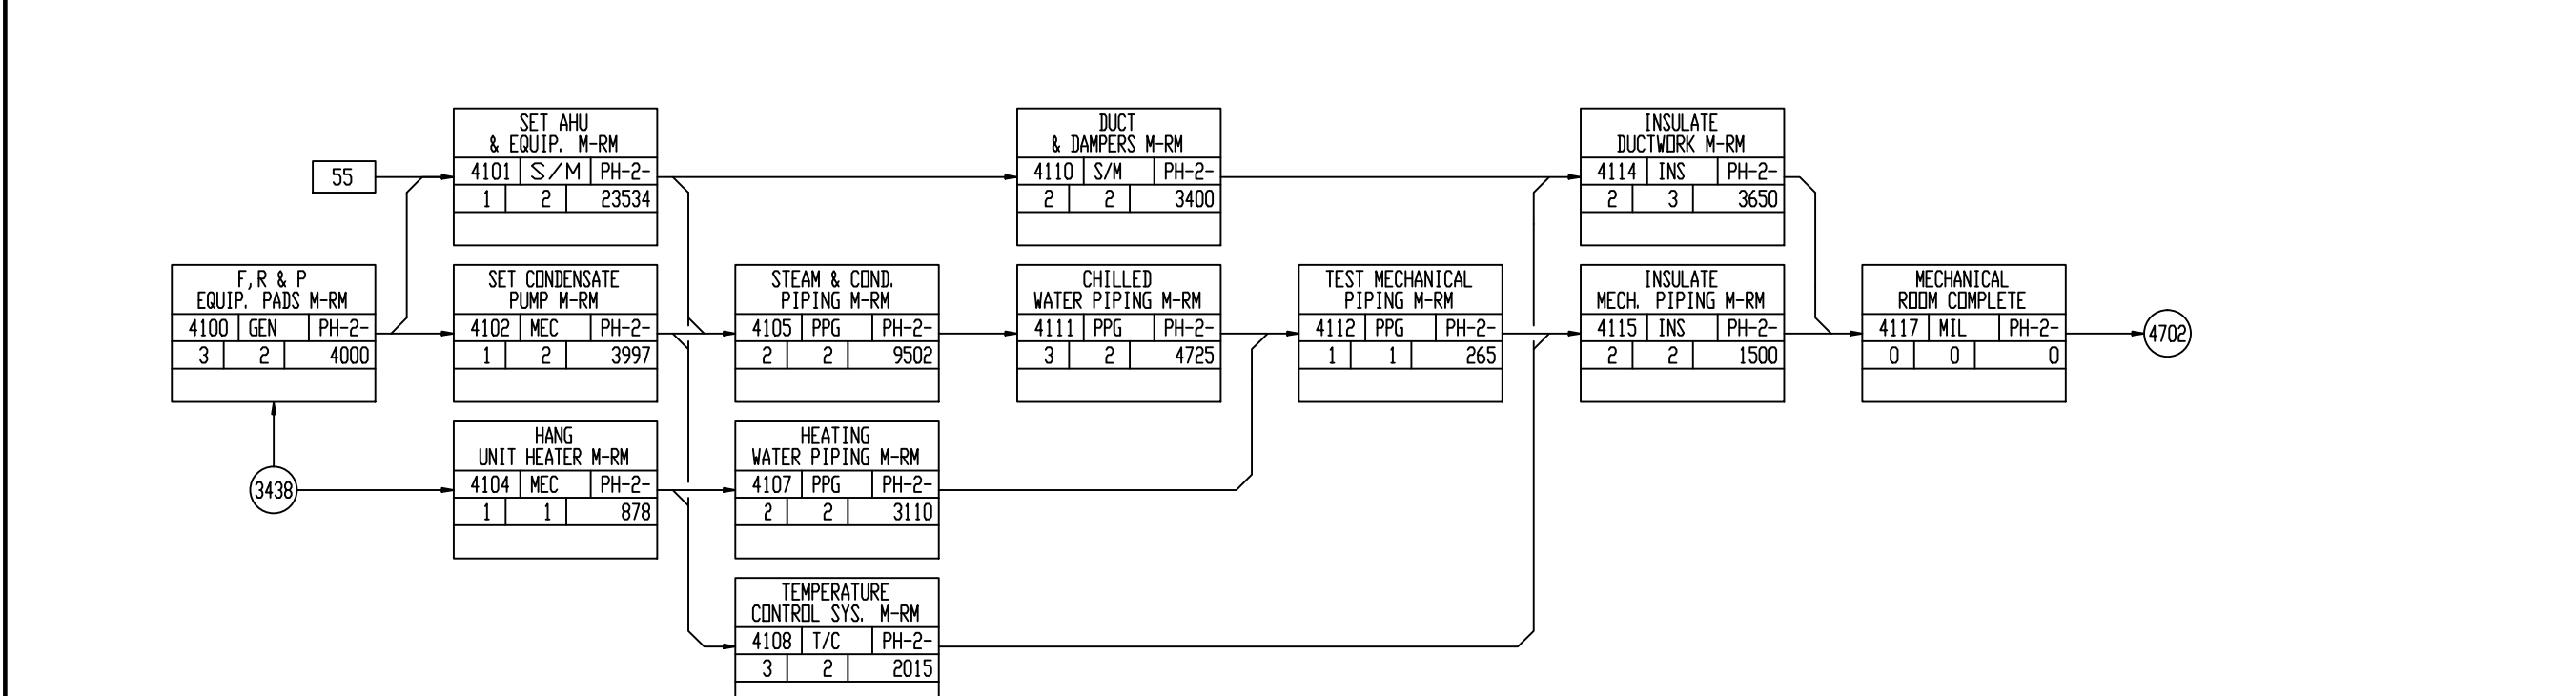 SET AHU
& EQUIP. M-RM
4101 S/M PH-2-
1 2 23534
DUCT
& DAMPERS M-RM
4110 S/M PH-2-
2 2 3400
INSULATE
DUCTWORK M-RM
4114 INS PH-2-
2 3 3650
55
F,R & P
EQUIP. PADS M-RM
4100 GEN PH-2-
3 2 4000
SET CONDENSATE
PUMP M-RM
4102 MEC PH-2-
1 2 3997
STEAM & COND.
PIPING M-RM
4105 PPG PH-2-
2 2 9502
CHILLED
WATER PIPING M-RM
4111 PPG PH-2-
3 2 4725
TEST MECHANICAL
PIPING M-RM
4112 PPG PH-2-
1 1 265
INSULATE
MECH. PIPING M-RM
4115 INS PH-2-
2 2 1500
MECHANICAL
ROOM COMPLETE
4117 MIL PH-2-
0 0 0
4702
3438
HANG
UNIT HEATER M-RM
4104 MEC PH-2-
1 1 878
HEATING
WATER PIPING M-RM
4107 PPG PH-2-
2 2 3110
TEMPERATURE
CONTROL SYS. M-RM
4108 T/C PH-2-
3 2 2015